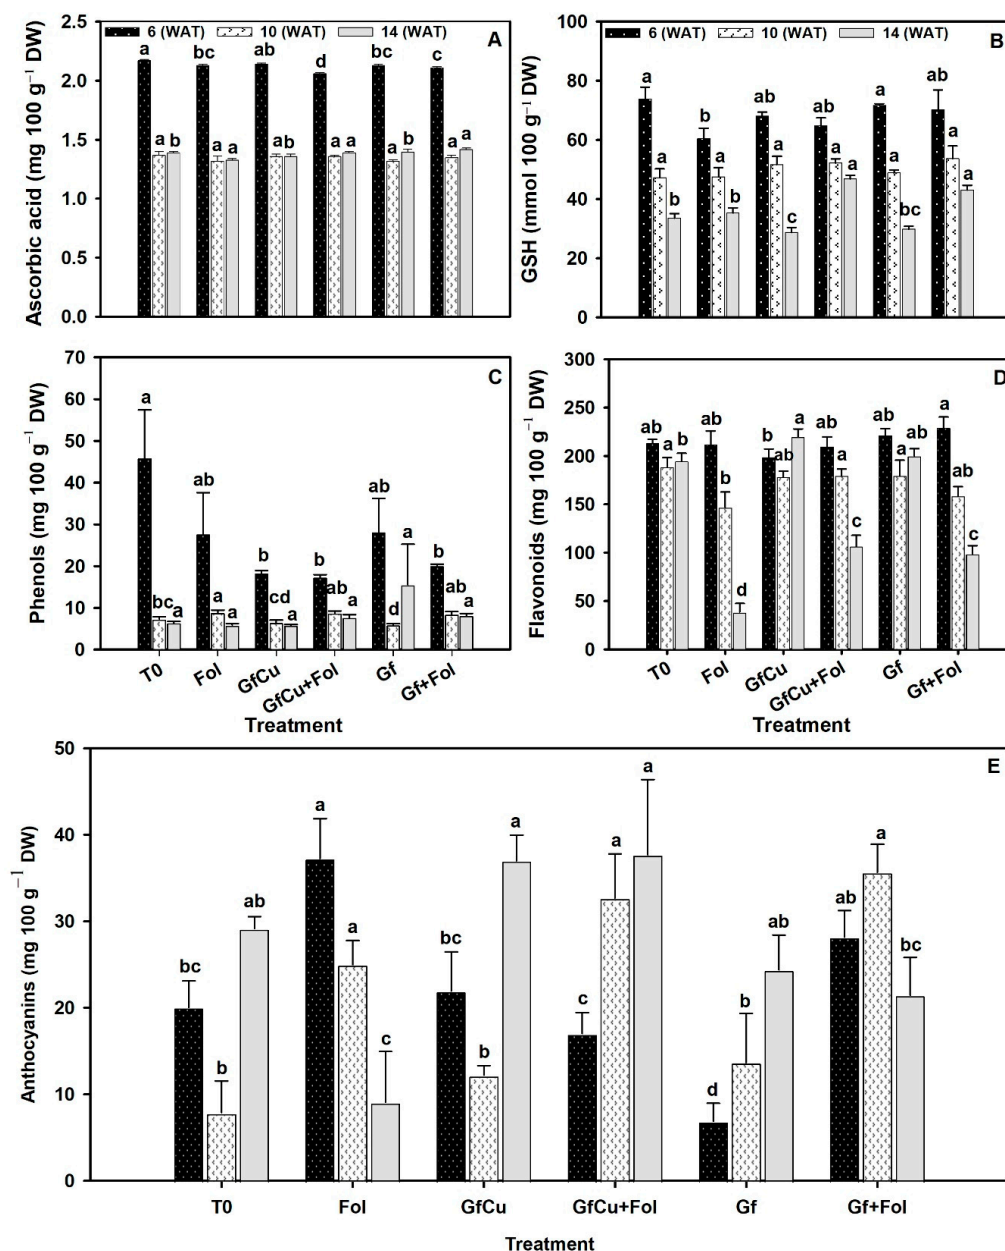 6 (WAT) 10 (WAT) 14 (WAT)
A
Ascorbic acid (mg 100 g⁻¹ DW)
2.5
2.0
1.5
1.0
0.5
0.0
a bc ab d bc c
a b a a a ab a a a b a a
6 (WAT) 10 (WAT) 14 (WAT)
B
GSH (mmol 100 g⁻¹ DW)
100
80
60
40
20
0
a b ab ab a ab
a b a b a c a a a bc a a
C
Phenols (mg 100 g⁻¹ DW)
70
60
50
40
30
20
10
0
a ab b b ab b
bc a a a cd a ab a d a ab a
T0 Fol GfCu GfCu+Fol Gf Gf+Fol
Treatment
D
Flavonoids (mg 100 g⁻¹ DW)
300
250
200
150
100
50
0
ab ab b ab ab a
a b b d ab a a c a ab ab c
T0 Fol GfCu GfCu+Fol Gf Gf+Fol
Treatment
E
Anthocyanins (mg 100 g⁻¹ DW)
50
40
30
20
10
0
bc b ab a a c bc b a c a a d b ab ab a bc
T0 Fol GfCu GfCu+Fol Gf Gf+Fol
Treatment